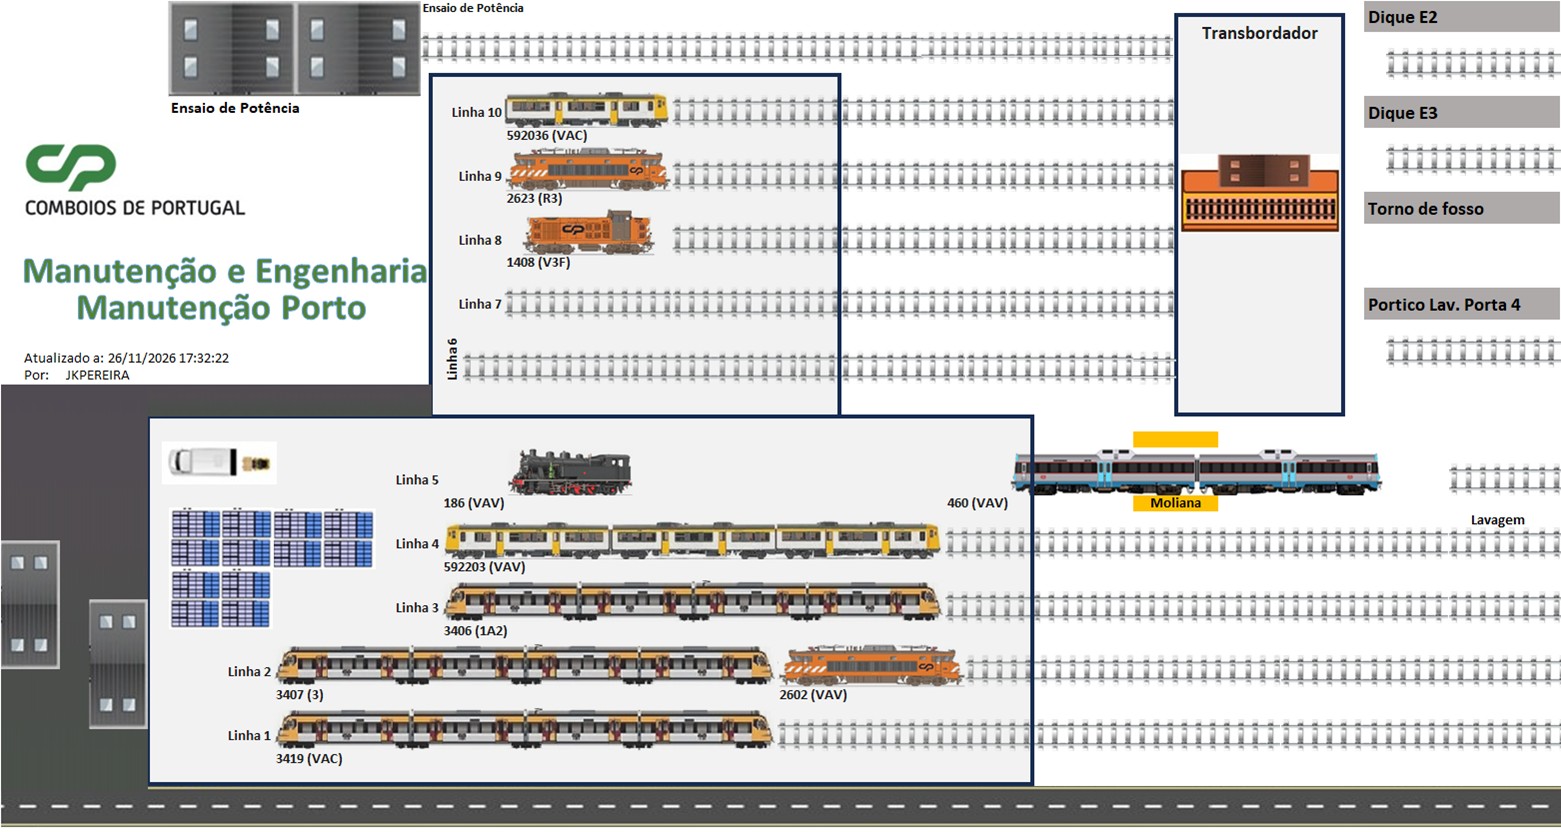 Ensaio de Potência
Ensaio de Potência
Transbordador
Dique E2
Dique E3
Torno de fosso
Portico Lav. Porta 4
CP
COMBOIOS DE PORTUGAL
Manutenção e Engenharia
Manutenção Porto
Atualizado a: 26/11/2026 17:32:22
Por: JKPEREIRA
Linha 10
592036 (VAC)
Linha 9
2623 (R3)
Linha 8
1408 (V3F)
Linha 7
Linha 6
Linha 5
186 (VAV)
460 (VAV)
Moliana
Lavagem
Linha 4
592203 (VAV)
Linha 3
3406 (1A2)
Linha 2
3407 (3)
2602 (VAV)
Linha 1
3419 (VAC)